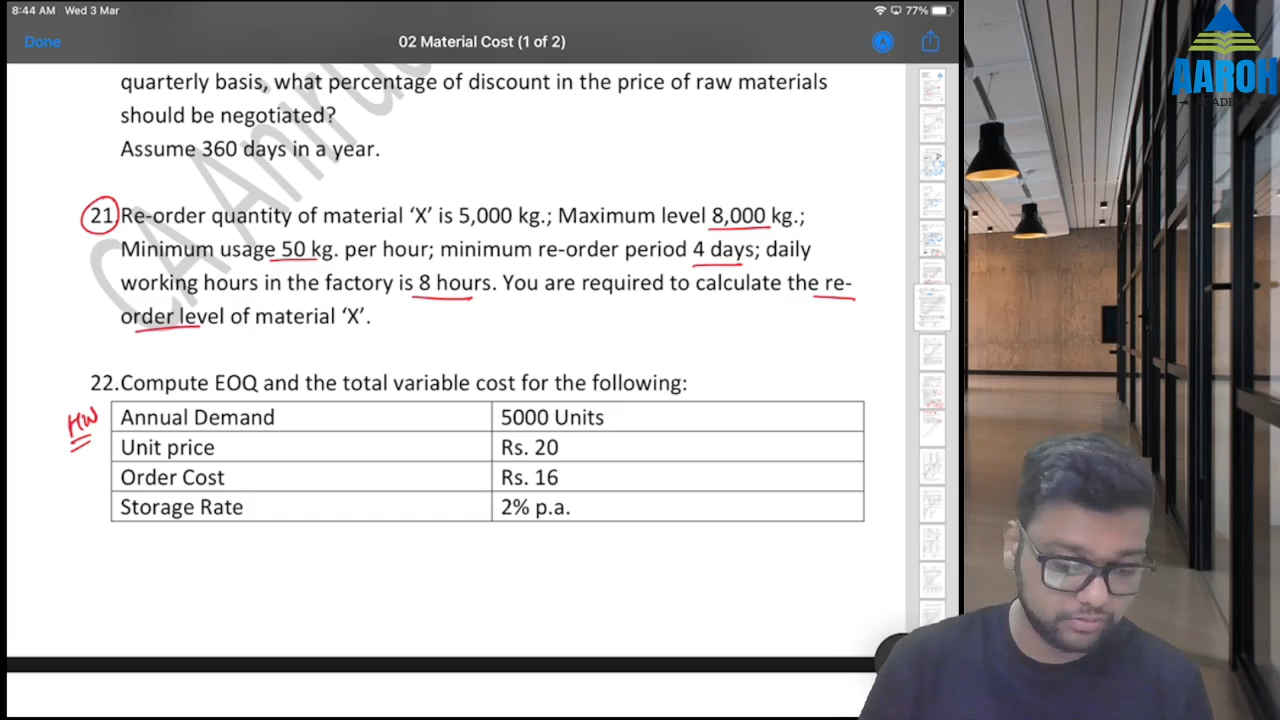 8:44 AM Wed 3 Mar
77%
Done
02 Material Cost (1 of 2)
quarterly basis, what percentage of discount in the price of raw materials
should be negotiated?
Assume 360 days in a year.
21. Re-order quantity of material ‘X’ is 5,000 kg.; Maximum level 8,000 kg.;
Minimum usage 50 kg. per hour; minimum re-order period 4 days; daily
working hours in the factory is 8 hours. You are required to calculate the re-
order level of material ‘X’.
22.Compute EOQ and the total variable cost for the following:
HW
Annual Demand 5000 Units
Unit price Rs. 20
Order Cost Rs. 16
Storage Rate 2% p.a.
AAROH